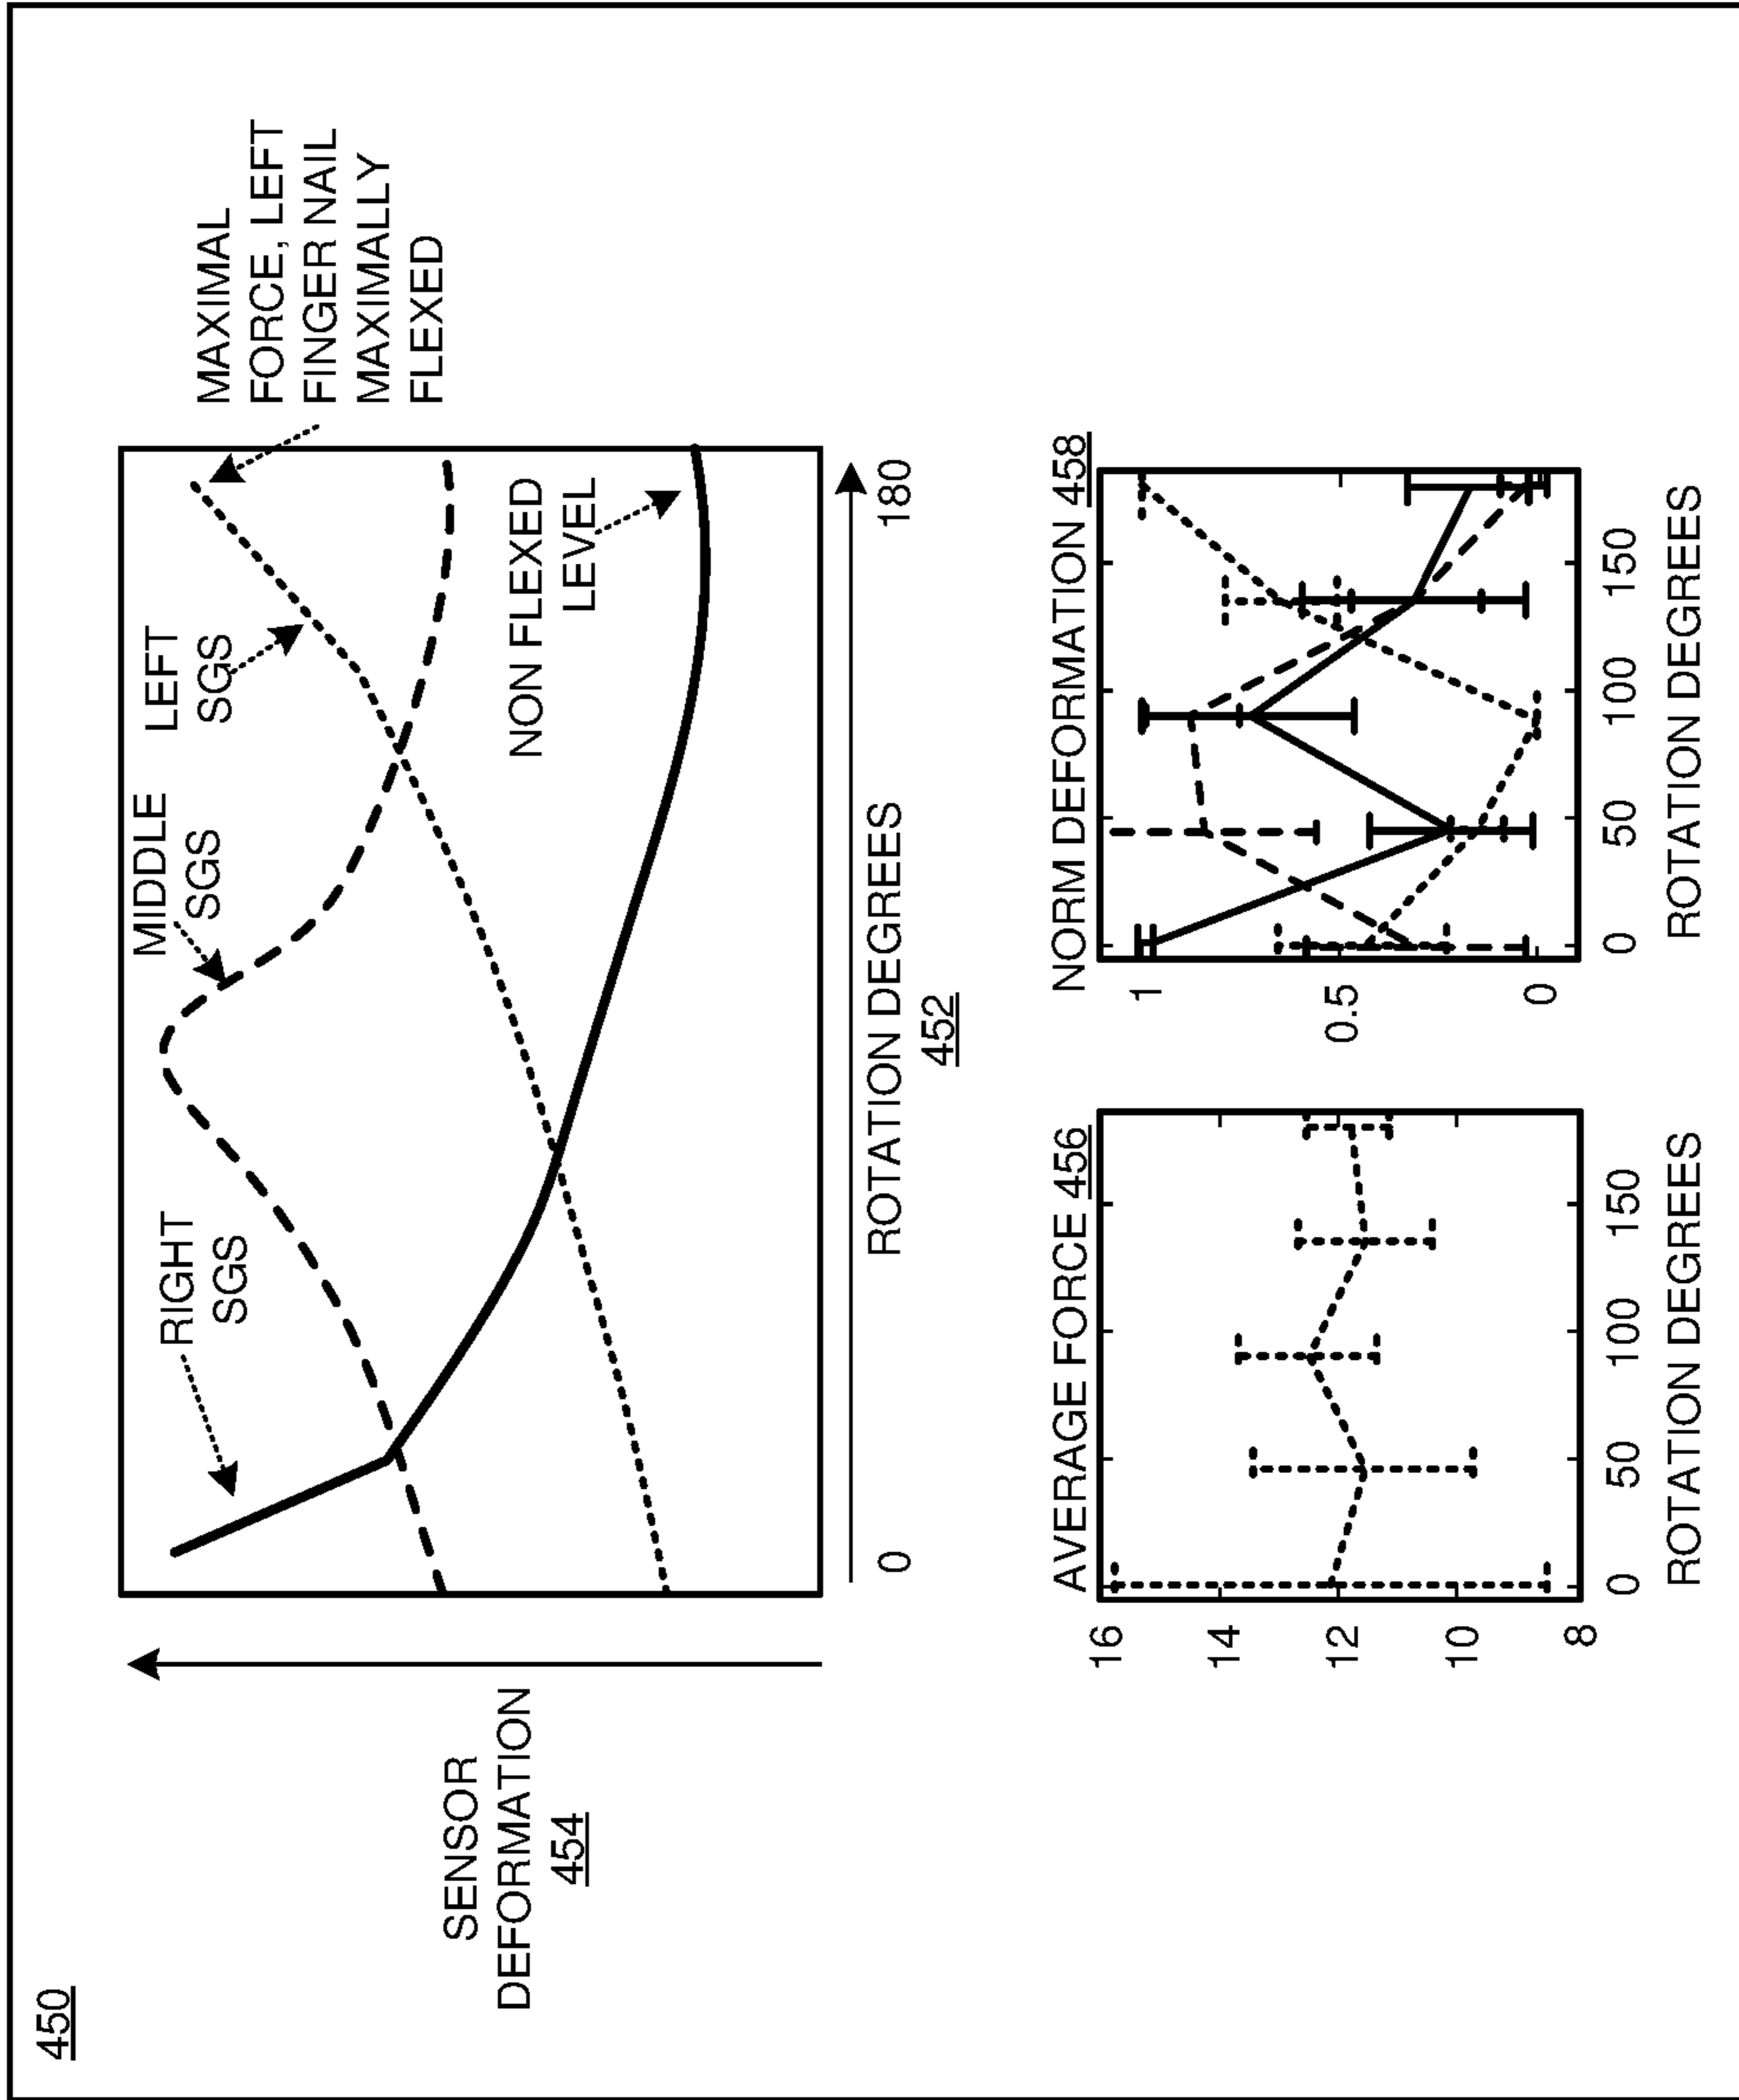 450
SENSOR
DEFORMATION
454
RIGHT
SGS
MIDDLE
SGS
LEFT
SGS
MAXIMAL
FORCE, LEFT
FINGER NAIL
MAXIMALLY
FLEXED
NON FLEXED
LEVEL
0
180
ROTATION DEGREES
452
AVERAGE FORCE 456
16
14
12
10
8
0 50 100 150
ROTATION DEGREES
NORM DEFORMATION 458
1
0.5
0
0 50 100 150
ROTATION DEGREES